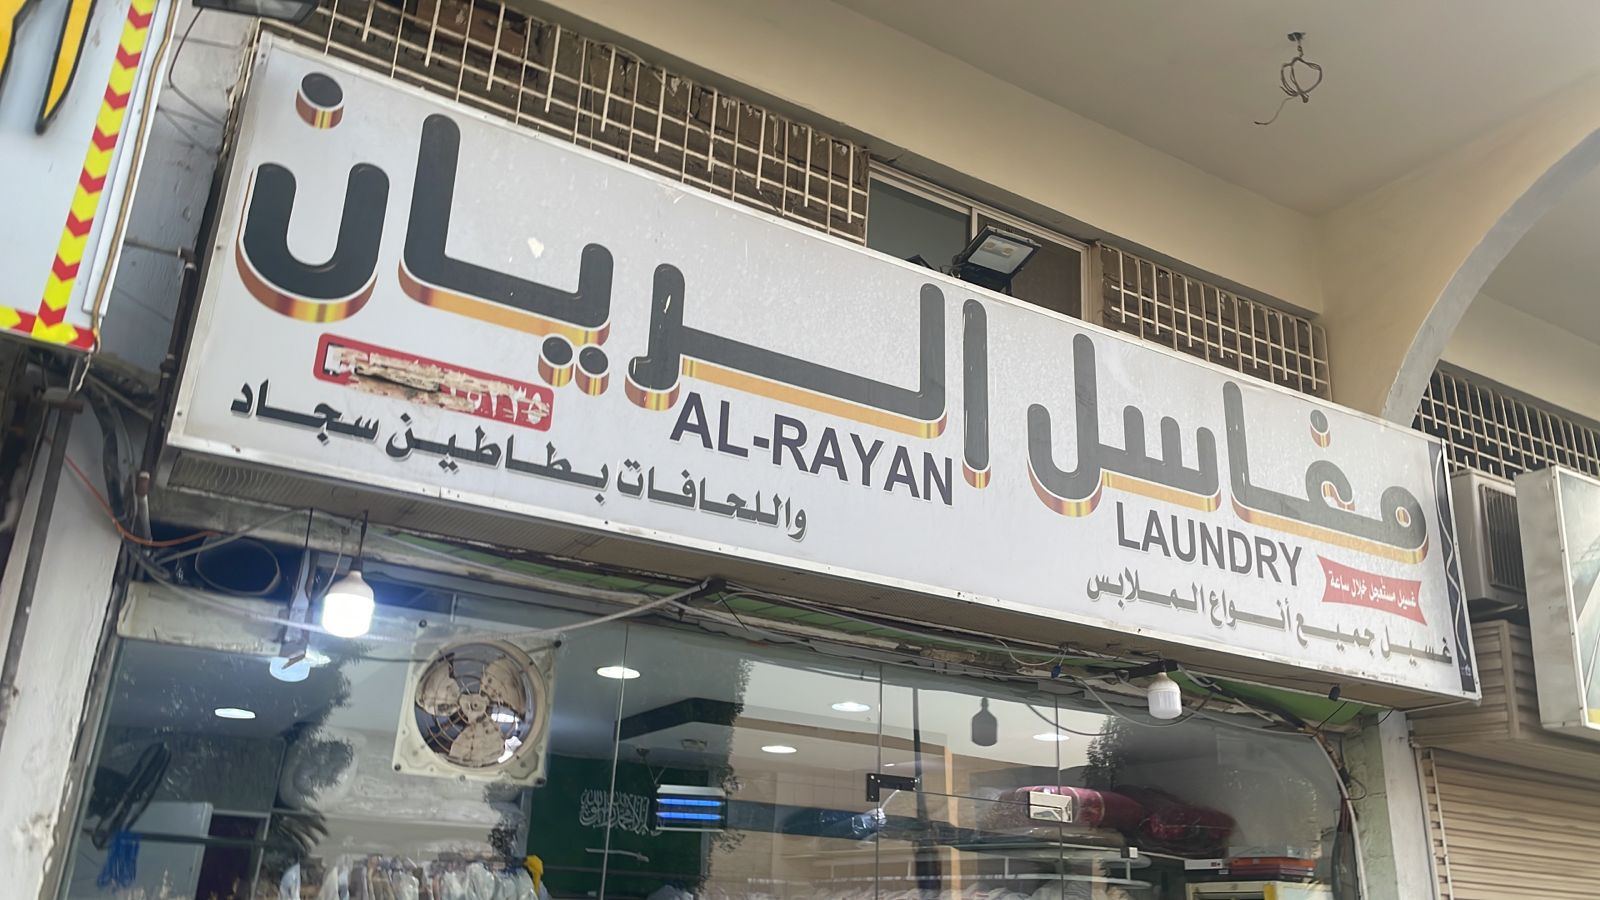 مغاسل الريان
AL-RAYAN
LAUNDRY
غسيل مستعجل خلال ساعة
غسيل جميع أنواع الملابس
واللحافات بطاطين سجاد